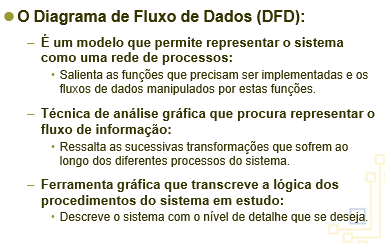 O Diagrama de Fluxo de Dados (DFD):
– É um modelo que permite representar o sistema
como uma rede de processos:
• Salienta as funções que precisam ser implementadas e os
fluxos de dados manipulados por estas funções.
– Técnica de análise gráfica que procura representar o
fluxo de informação:
• Ressalta as sucessivas transformações que sofrem ao
longo dos diferentes processos do sistema.
– Ferramenta gráfica que transcreve a lógica dos
procedimentos do sistema em estudo:
• Descreve o sistema com o nível de detalhe que se deseja.